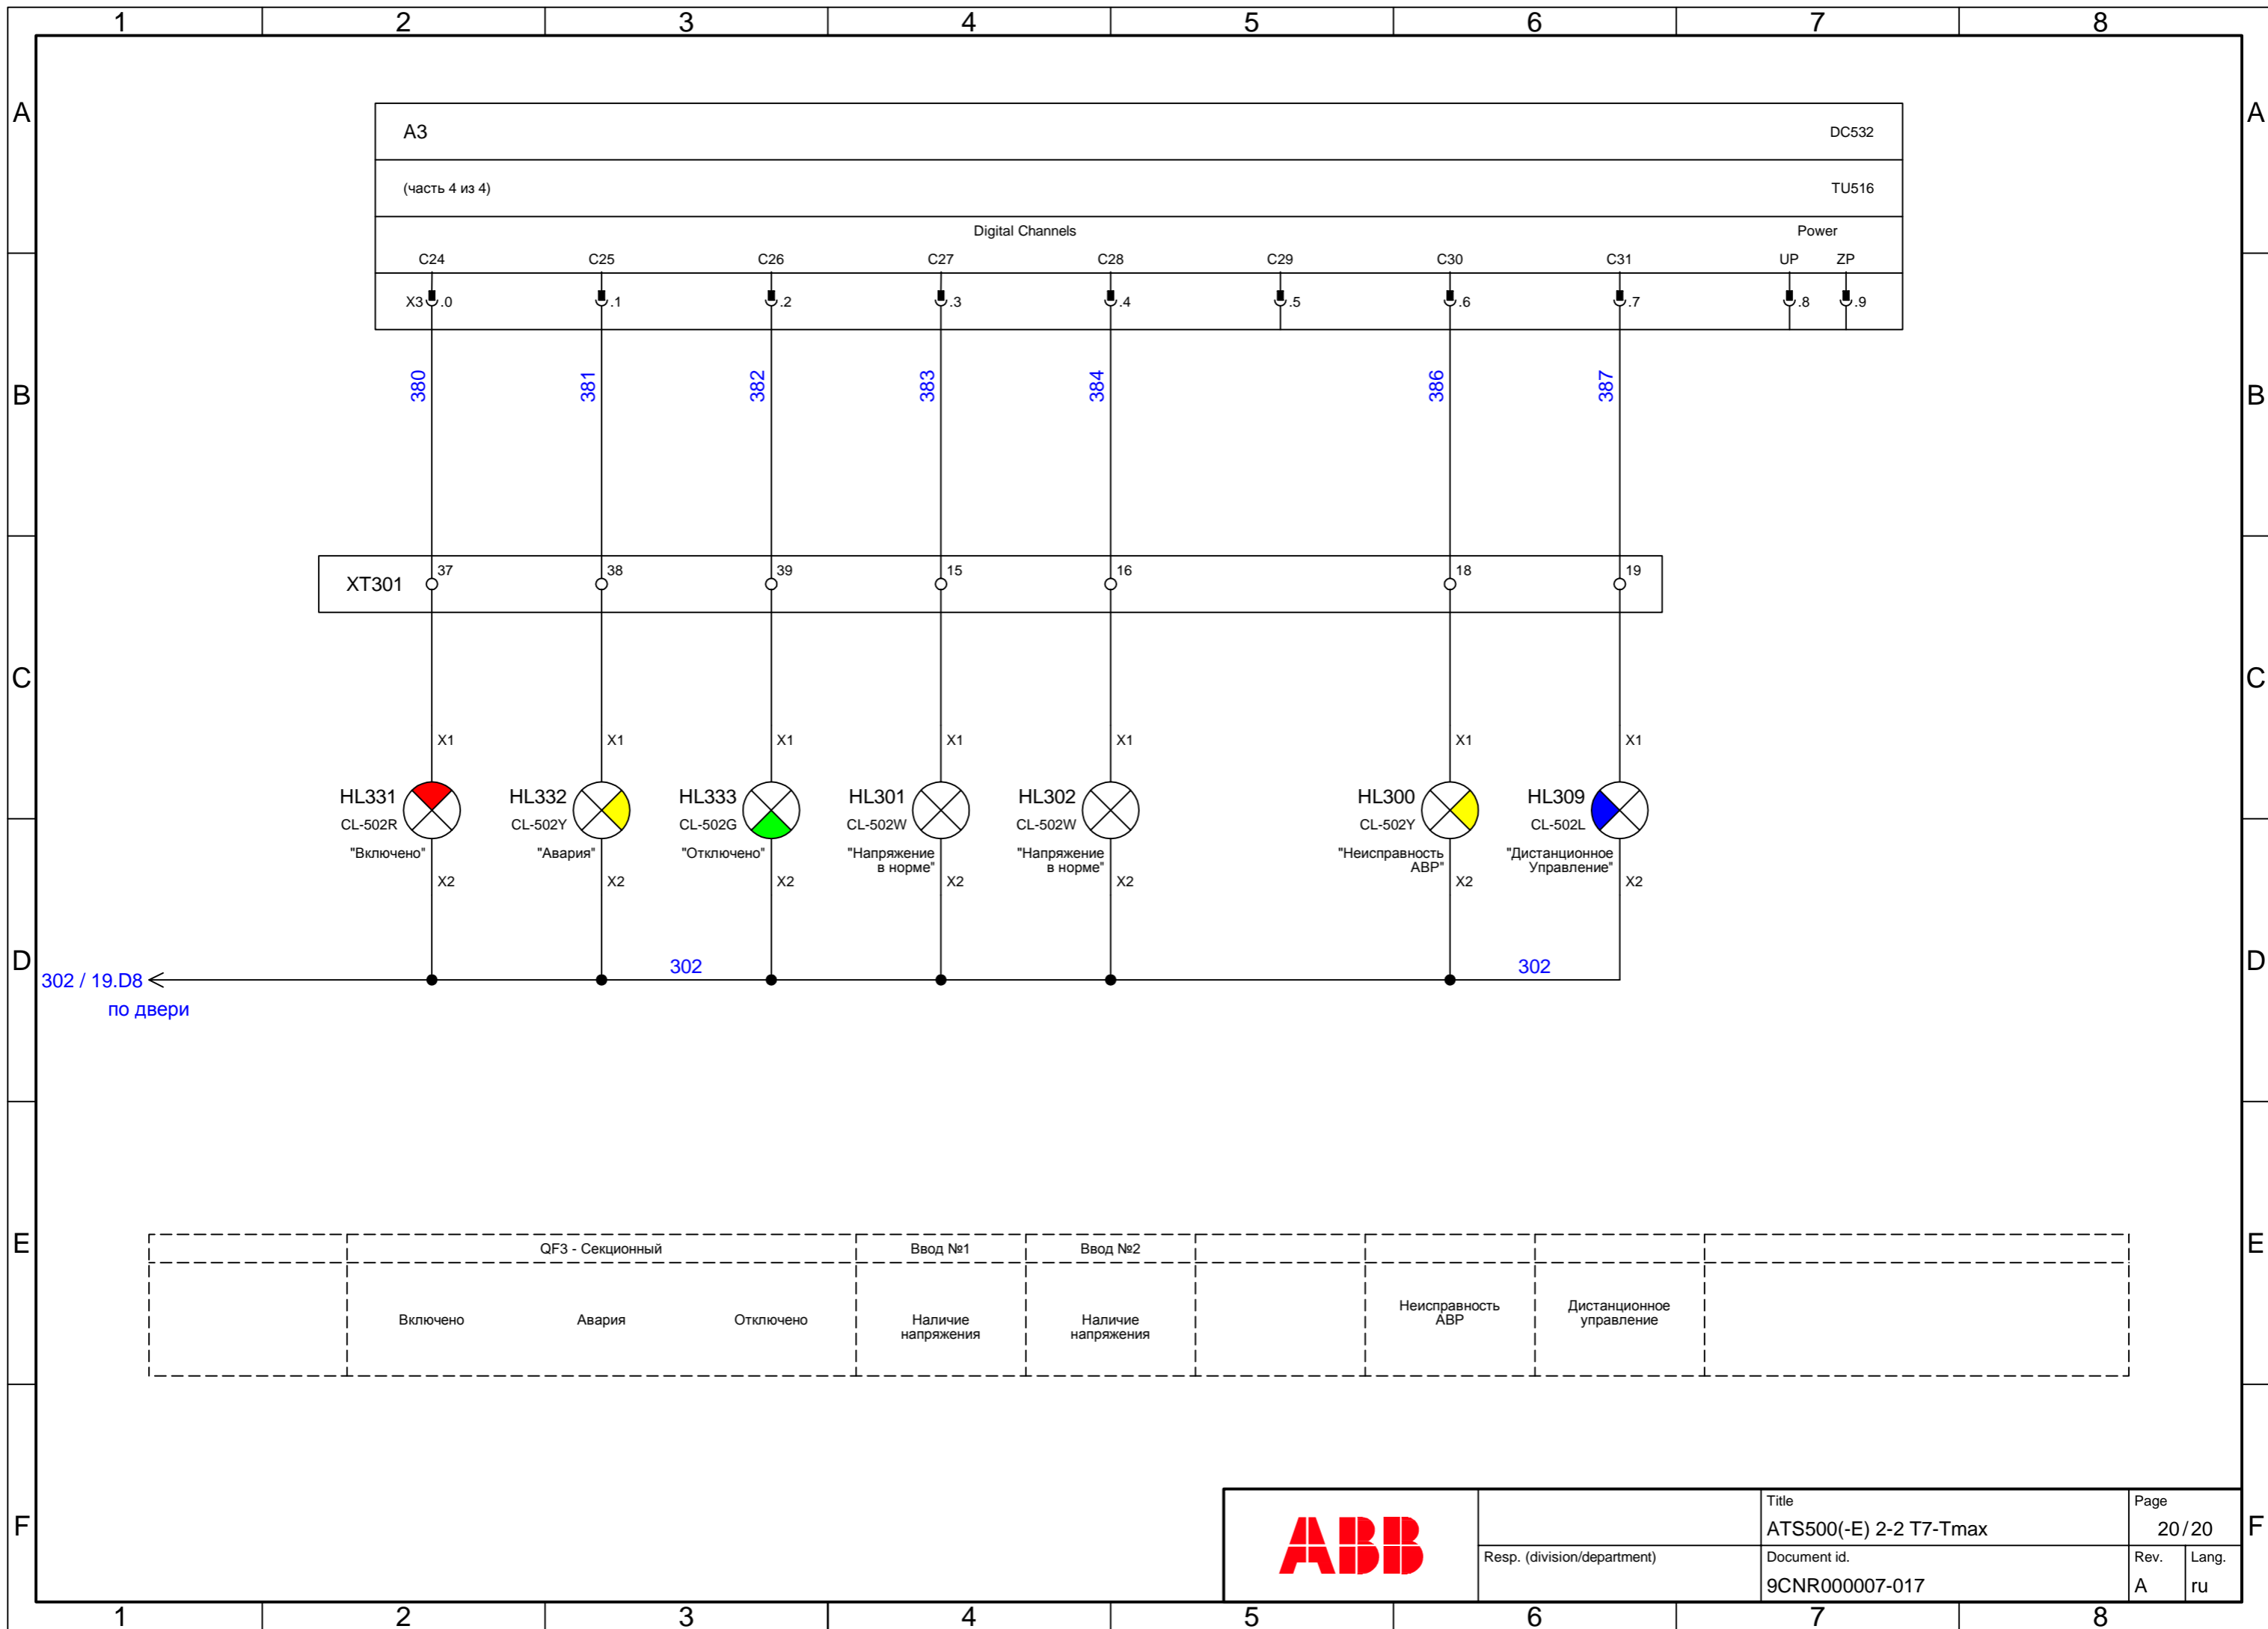 1 2 3 4 5 6 7 8
A A
A3 DC532
(часть 4 из 4) TU516
Digital Channels Power
C24 C25 C26 C27 C28 C29 C30 C31 UP ZP
X3 .0 .1 .2 .3 .4 .5 .6 .7 .8 .9
B 380 381 382 383 384 386 387 B
XT301 37 38 39 15 16 18 19
C C
X1 X1 X1 X1 X1 X1 X1
HL331 HL332 HL333 HL301 HL302 HL300 HL309
CL-502R CL-502Y CL-502G CL-502W CL-502W CL-502Y CL-502L
"Включено" "Авария" "Отключено" "Напряжение "Напряжение "Неисправность "Дистанционное
в норме" в норме" АВР" Управление"
X2 X2 X2 X2 X2 X2 X2
D 302 302 D
302 / 19.D8
по двери
E QF3 - Секционный Ввод №1 Ввод №2 E
Включено Авария Отключено Наличие Наличие Неисправность Дистанционное
напряжения напряжения АВР управление
F F
ABB
Title
ATS500(-E) 2-2 T7-Tmax
Page
20/20
Resp. (division/department)
Document id.
9CNR000007-017
Rev.
A
Lang.
ru
1 2 3 4 5 6 7 8